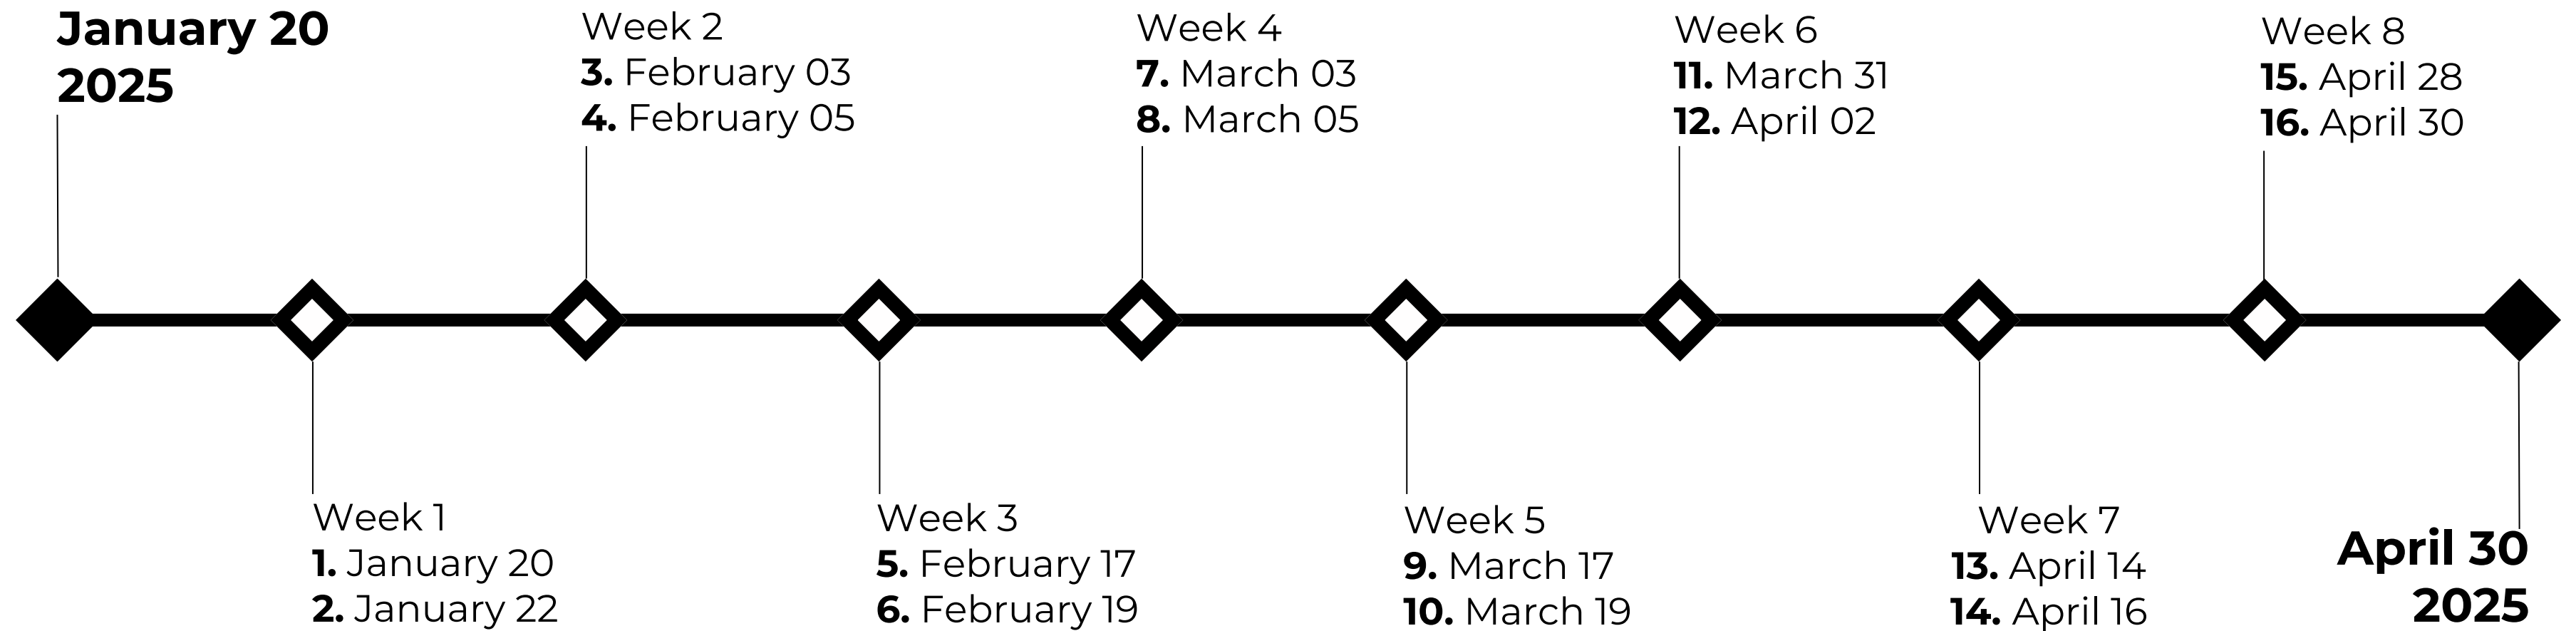 January 20
2025
Week 1
1. January 20
2. January 22
Week 2
3. February 03
4. February 05
Week 3
5. February 17
6. February 19
Week 4
7. March 03
8. March 05
Week 5
9. March 17
10. March 19
Week 6
11. March 31
12. April 02
Week 7
13. April 14
14. April 16
Week 8
15. April 28
16. April 30
April 30
2025